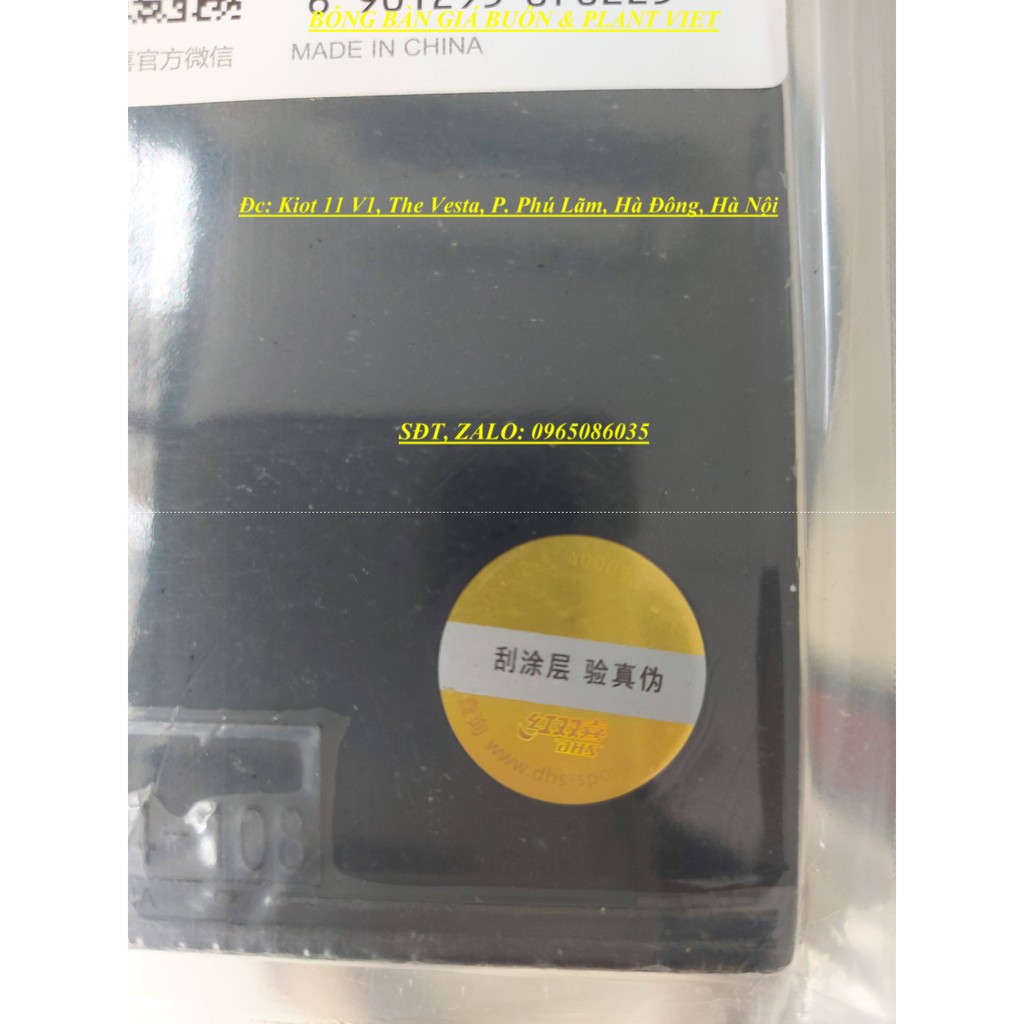 BÓNG BÀN GIÁ BUÔN & PLANT VIET
官方微信
MADE IN CHINA
Đc: Kiot 11 V1, The Vesta, P. Phú Lãm, Hà Đông, Hà Nội
SĐT, ZALO: 0965086035
刮涂层 验真伪
红双喜
DHS
www.dhs-spo
4-108